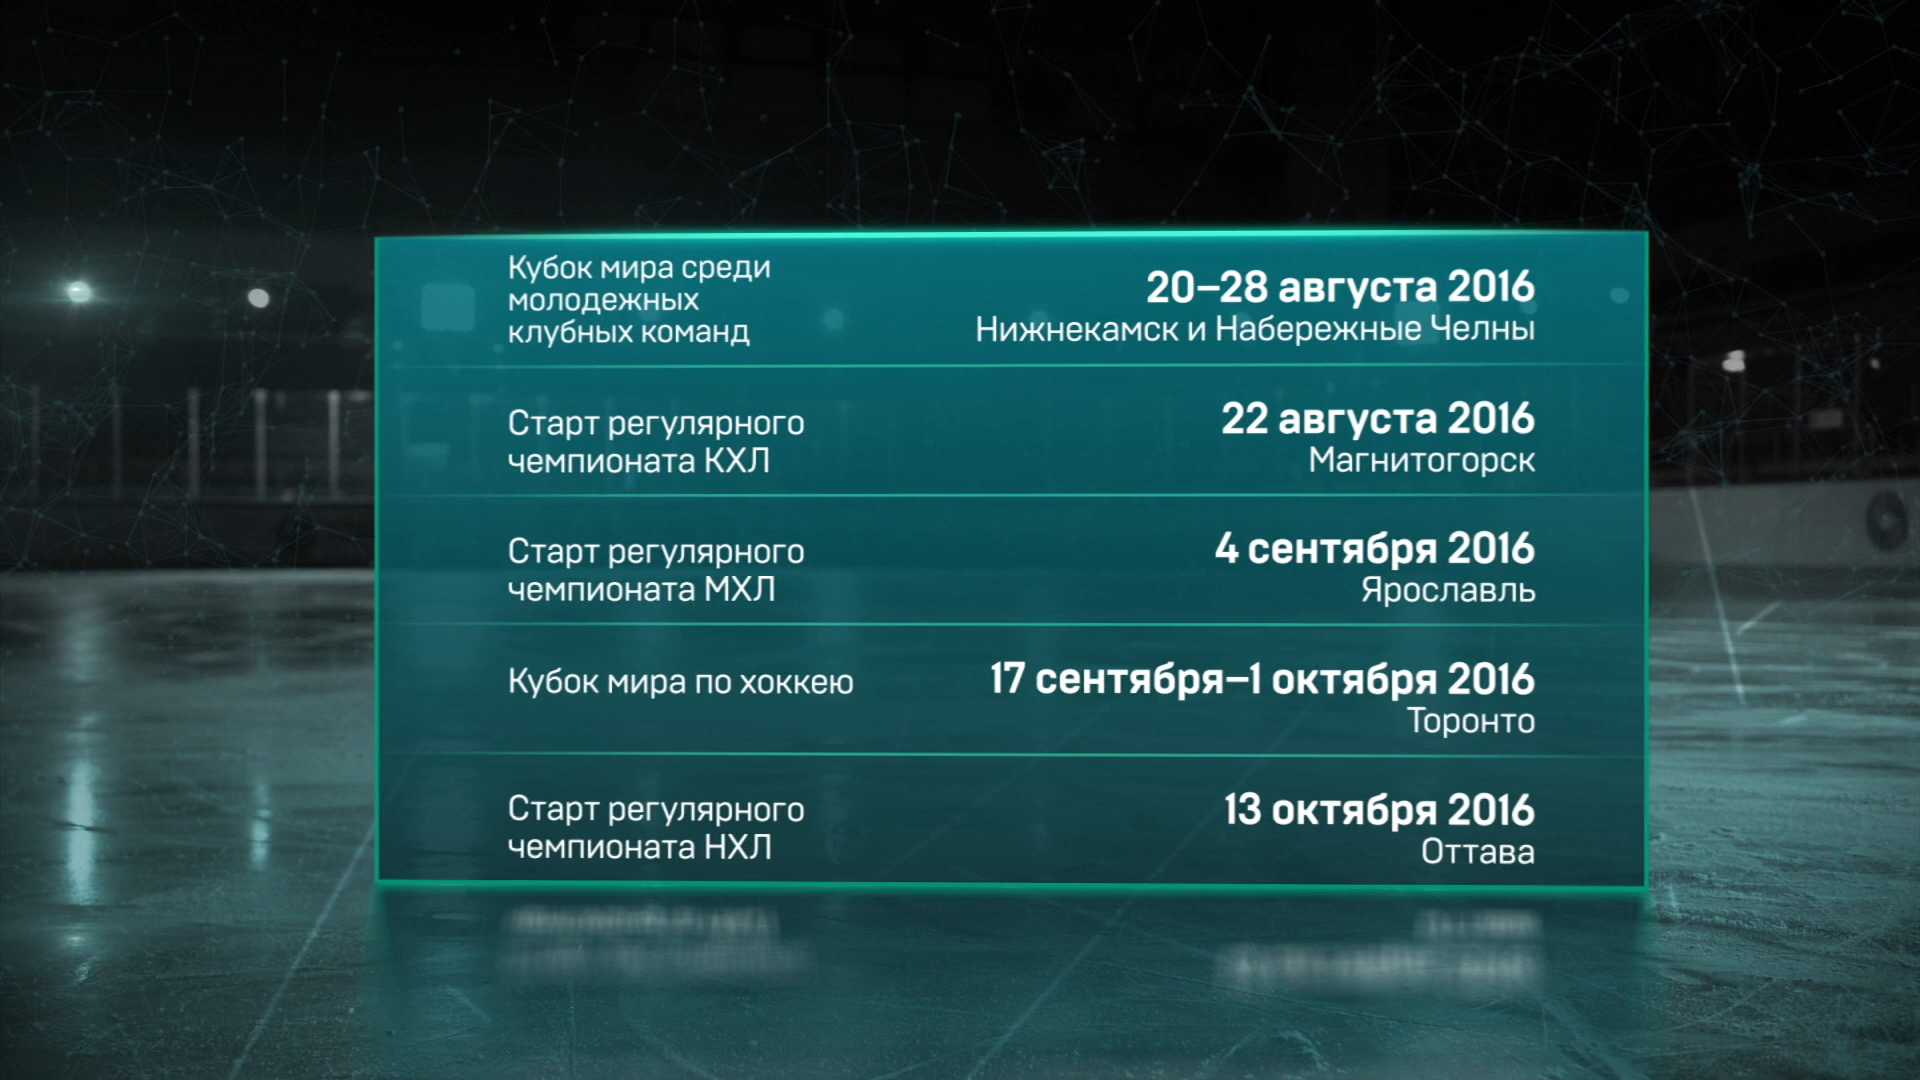 Кубок мира среди
молодежных
клубных команд
20–28 августа 2016
Нижнекамск и Набережные Челны
Старт регулярного
чемпионата КХЛ
22 августа 2016
Магнитогорск
Старт регулярного
чемпионата МХЛ
4 сентября 2016
Ярославль
Кубок мира по хоккею
17 сентября–1 октября 2016
Торонто
Старт регулярного
чемпионата НХЛ
13 октября 2016
Оттава